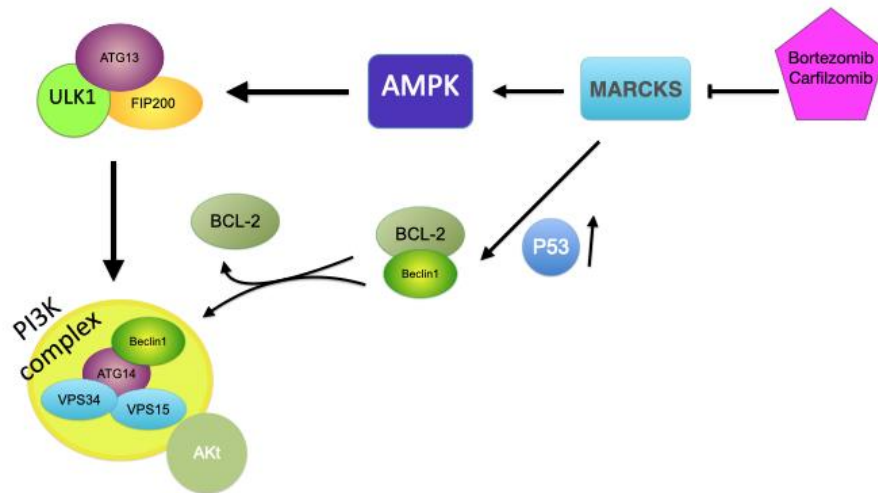 ATG13
ULK1
FIP200
AMPK
MARCKS
Bortezomib
Carfilzomib
BCL-2
BCL-2
Beclin1
P53
PI3K
complex
Beclin1
ATG14
VPS34
VPS15
AKt